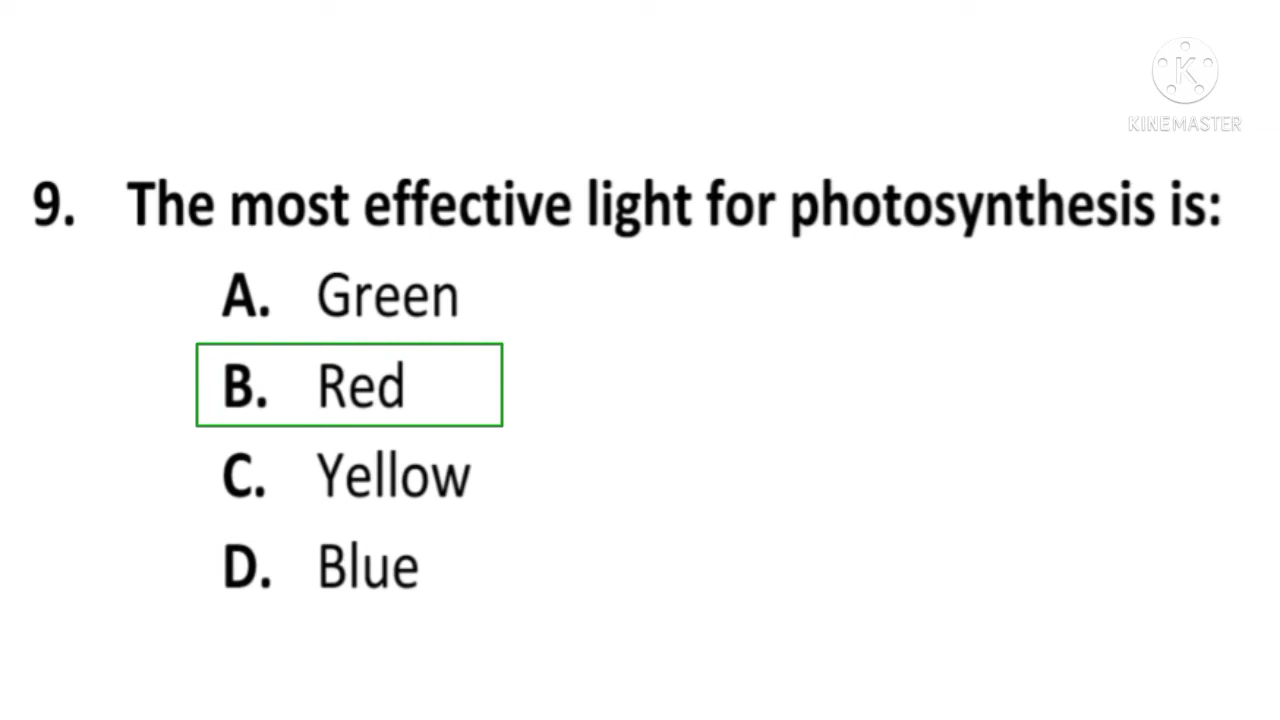 KINEMASTER
9. The most effective light for photosynthesis is:
A. Green
B. Red
C. Yellow
D. Blue